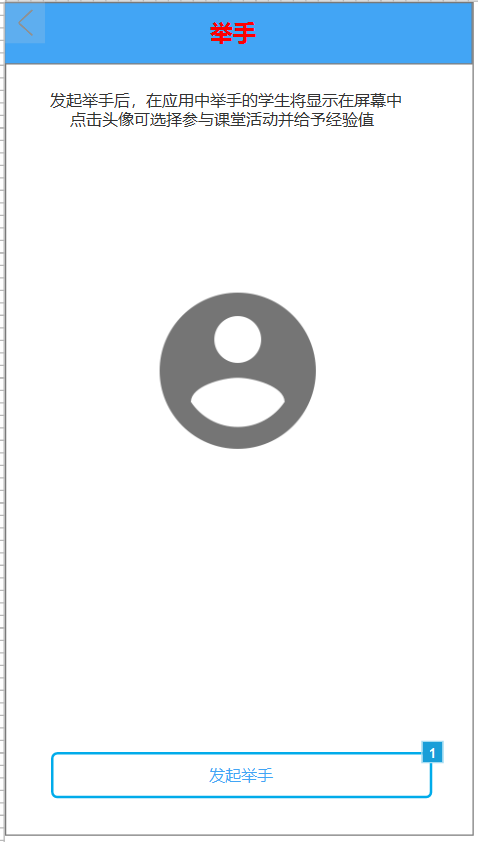 举手
发起举手后，在应用中举手的学生将显示在屏幕中
点击头像可选择参与课堂活动并给予经验值
1
发起举手